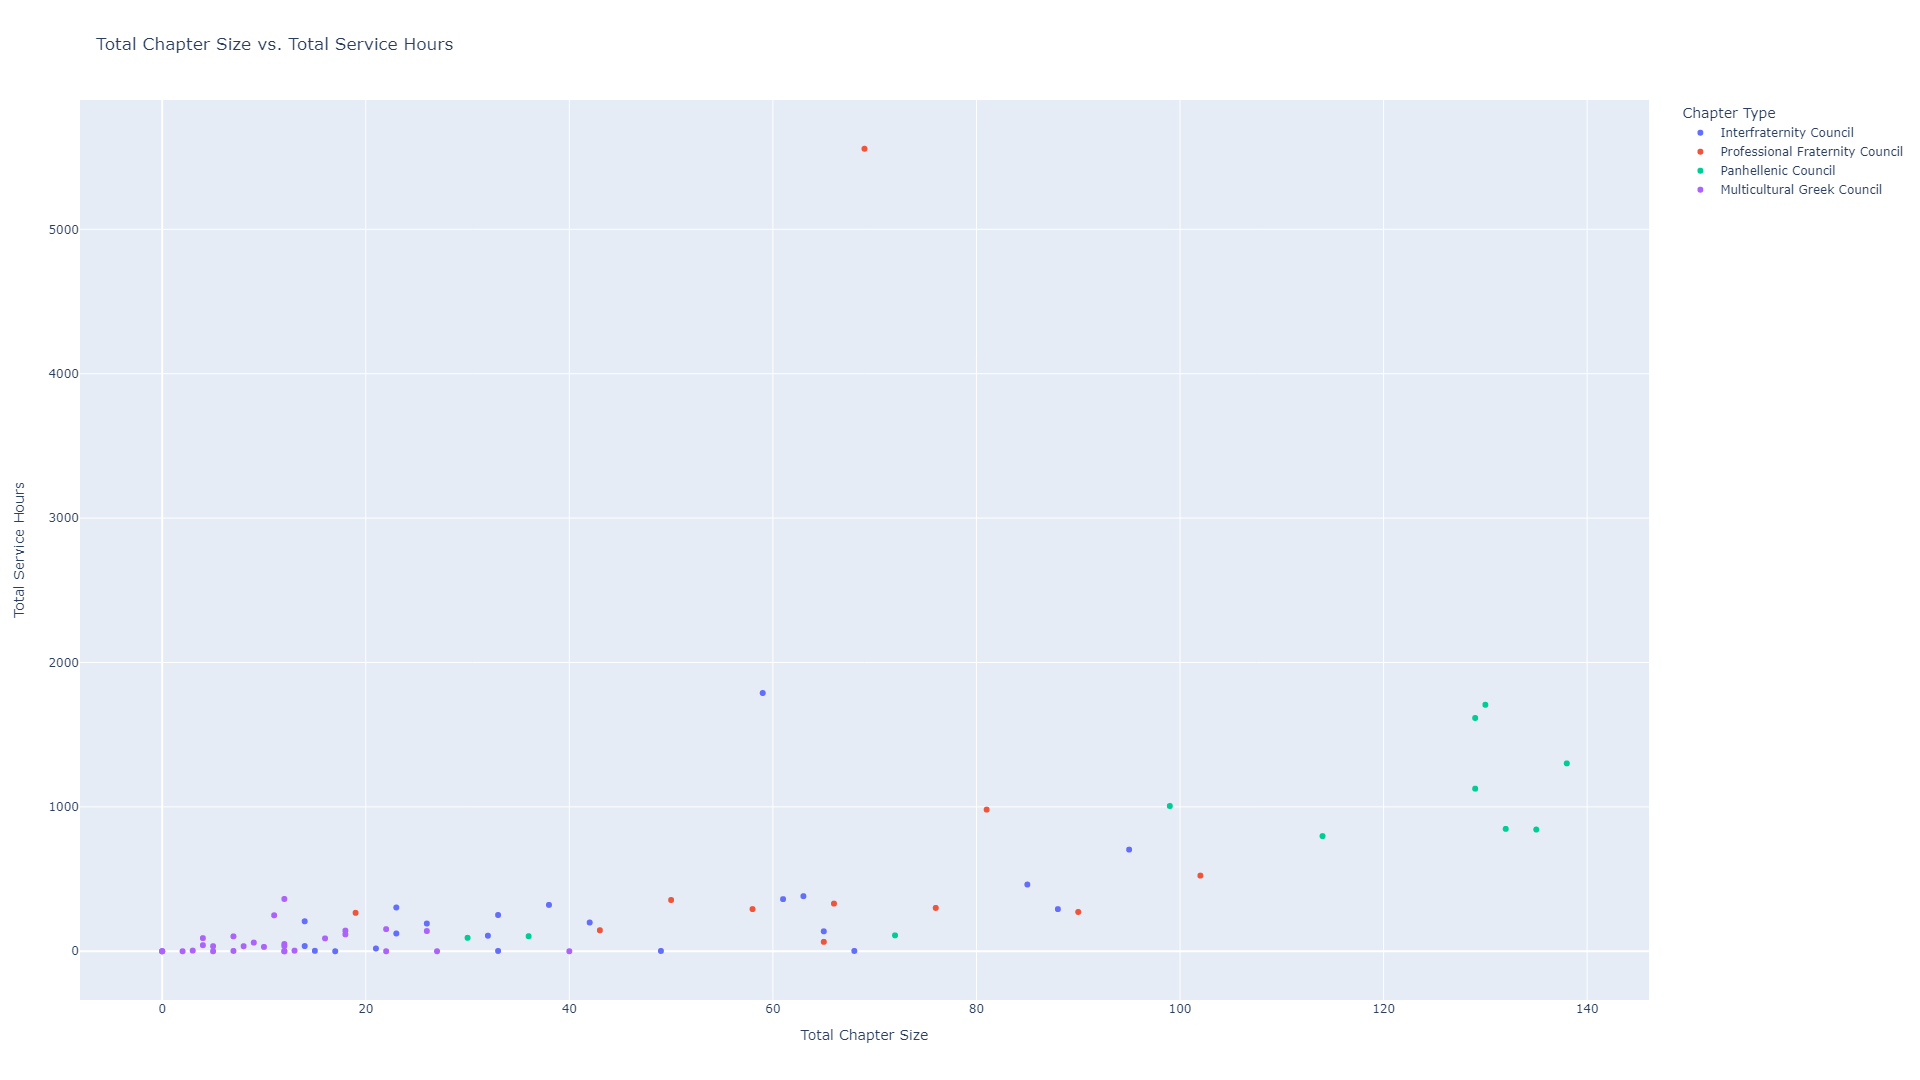 Total Chapter Size vs. Total Service Hours
Chapter Type
Interfraternity Council
Professional Fraternity Council
Panhellenic Council
Multicultural Greek Council
Total Service Hours
5000
4000
3000
2000
1000
0
0 20 40 60 80 100 120 140
Total Chapter Size